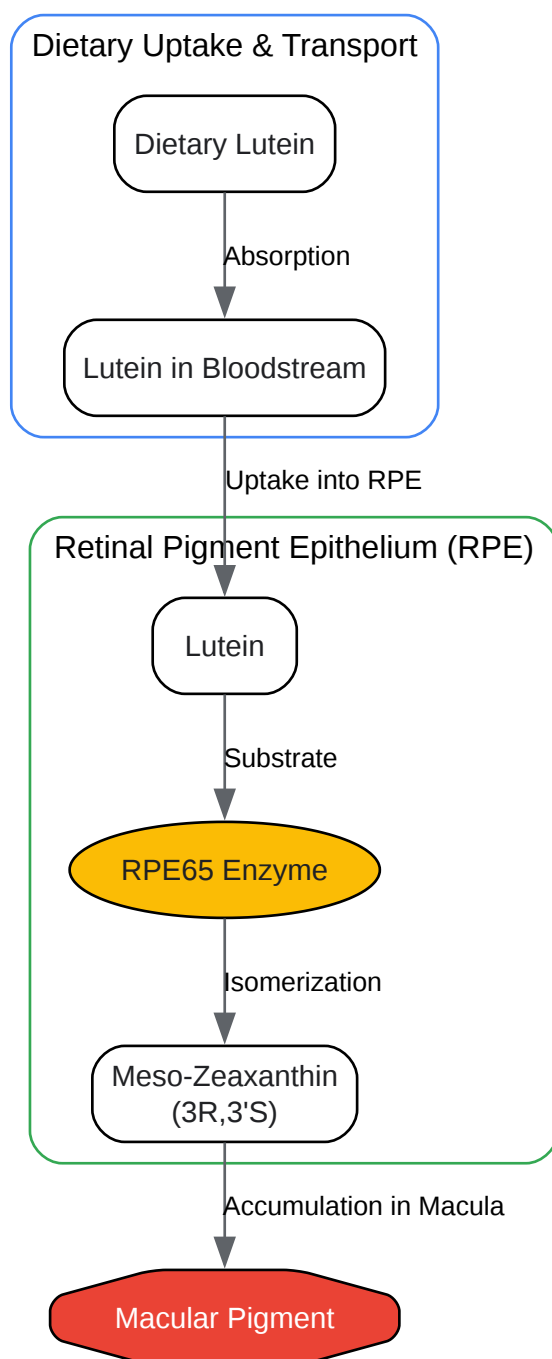 Dietary Uptake & Transport
Dietary Lutein
Absorption
Lutein in Bloodstream
Uptake into RPE
Retinal Pigment Epithelium (RPE)
Lutein
Substrate
RPE65 Enzyme
Isomerization
Meso-Zeaxanthin
(3R,3'S)
Accumulation in Macula
Macular Pigment